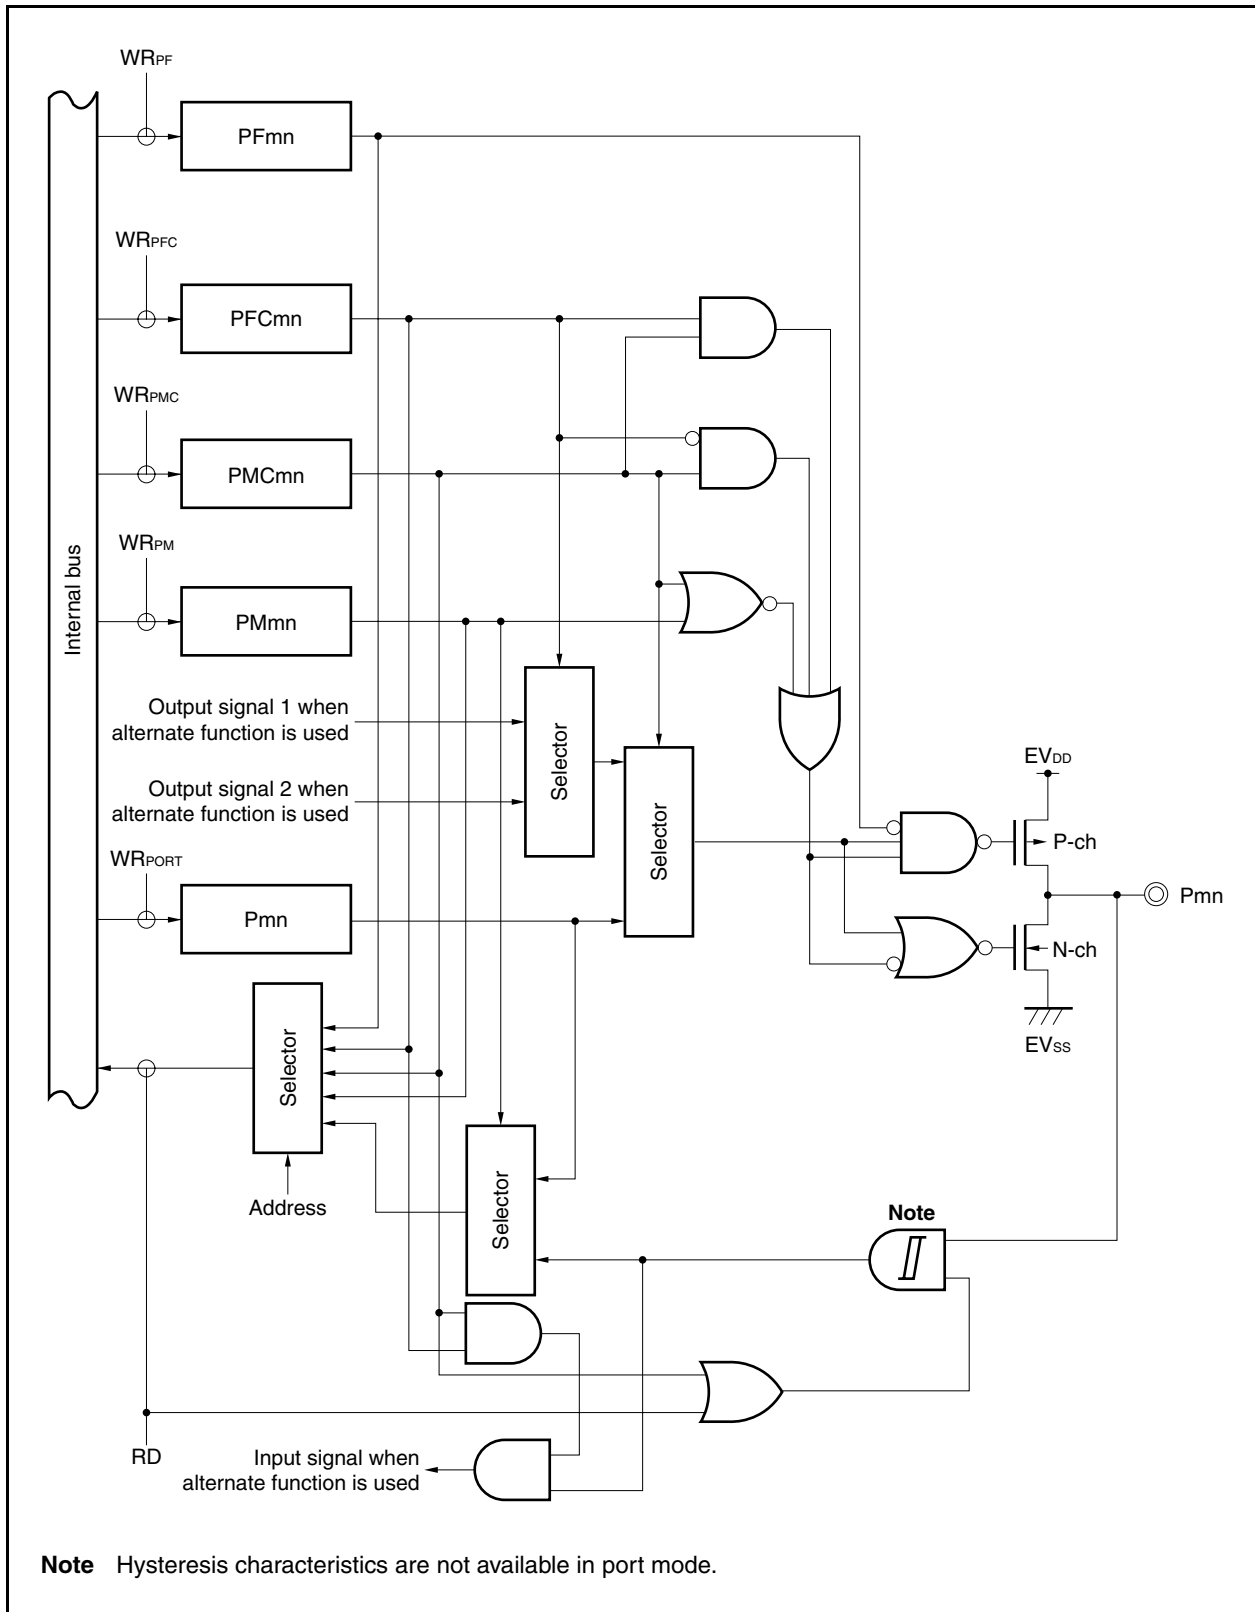 WRPF
PFmn
WRPFC
PFCmn
WRPMC
PMCmn
WRPM
PMmn
Internal bus
Output signal 1 when
alternate function is used
Output signal 2 when
alternate function is used
Selector
Selector
WRPORT
Pmn
EVDD
P-ch
Pmn
N-ch
EVSS
Selector
Address
Selector
Note
RD
Input signal when
alternate function is used
Note Hysteresis characteristics are not available in port mode.